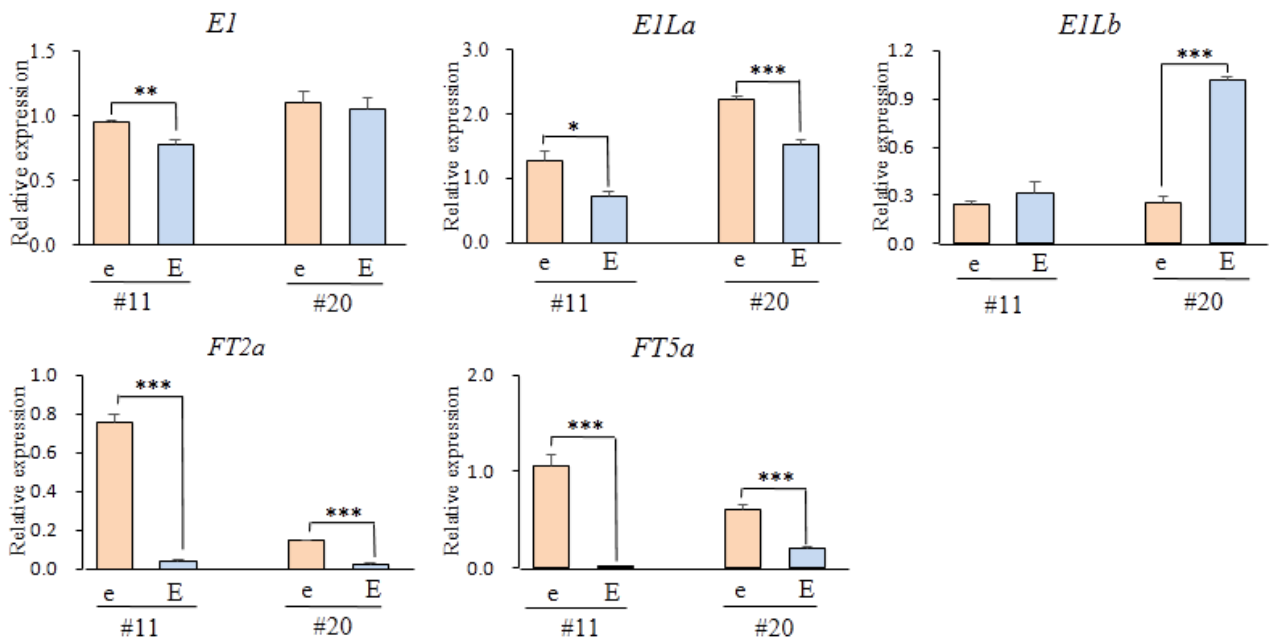 E1
Relative expression
1.5
1.0
0.5
0.0
**
e E e E
#11 #20
E1La
Relative expression
3.0
2.0
1.0
0.0
*
***
e E e E
#11 #20
E1Lb
Relative expression
1.2
0.9
0.6
0.3
0.0
***
e E e E
#11 #20
FT2a
Relative expression
1.0
0.8
0.6
0.4
0.2
0.0
***
***
e E e E
#11 #20
FT5a
Relative expression
2.0
1.0
0.0
***
***
e E e E
#11 #20